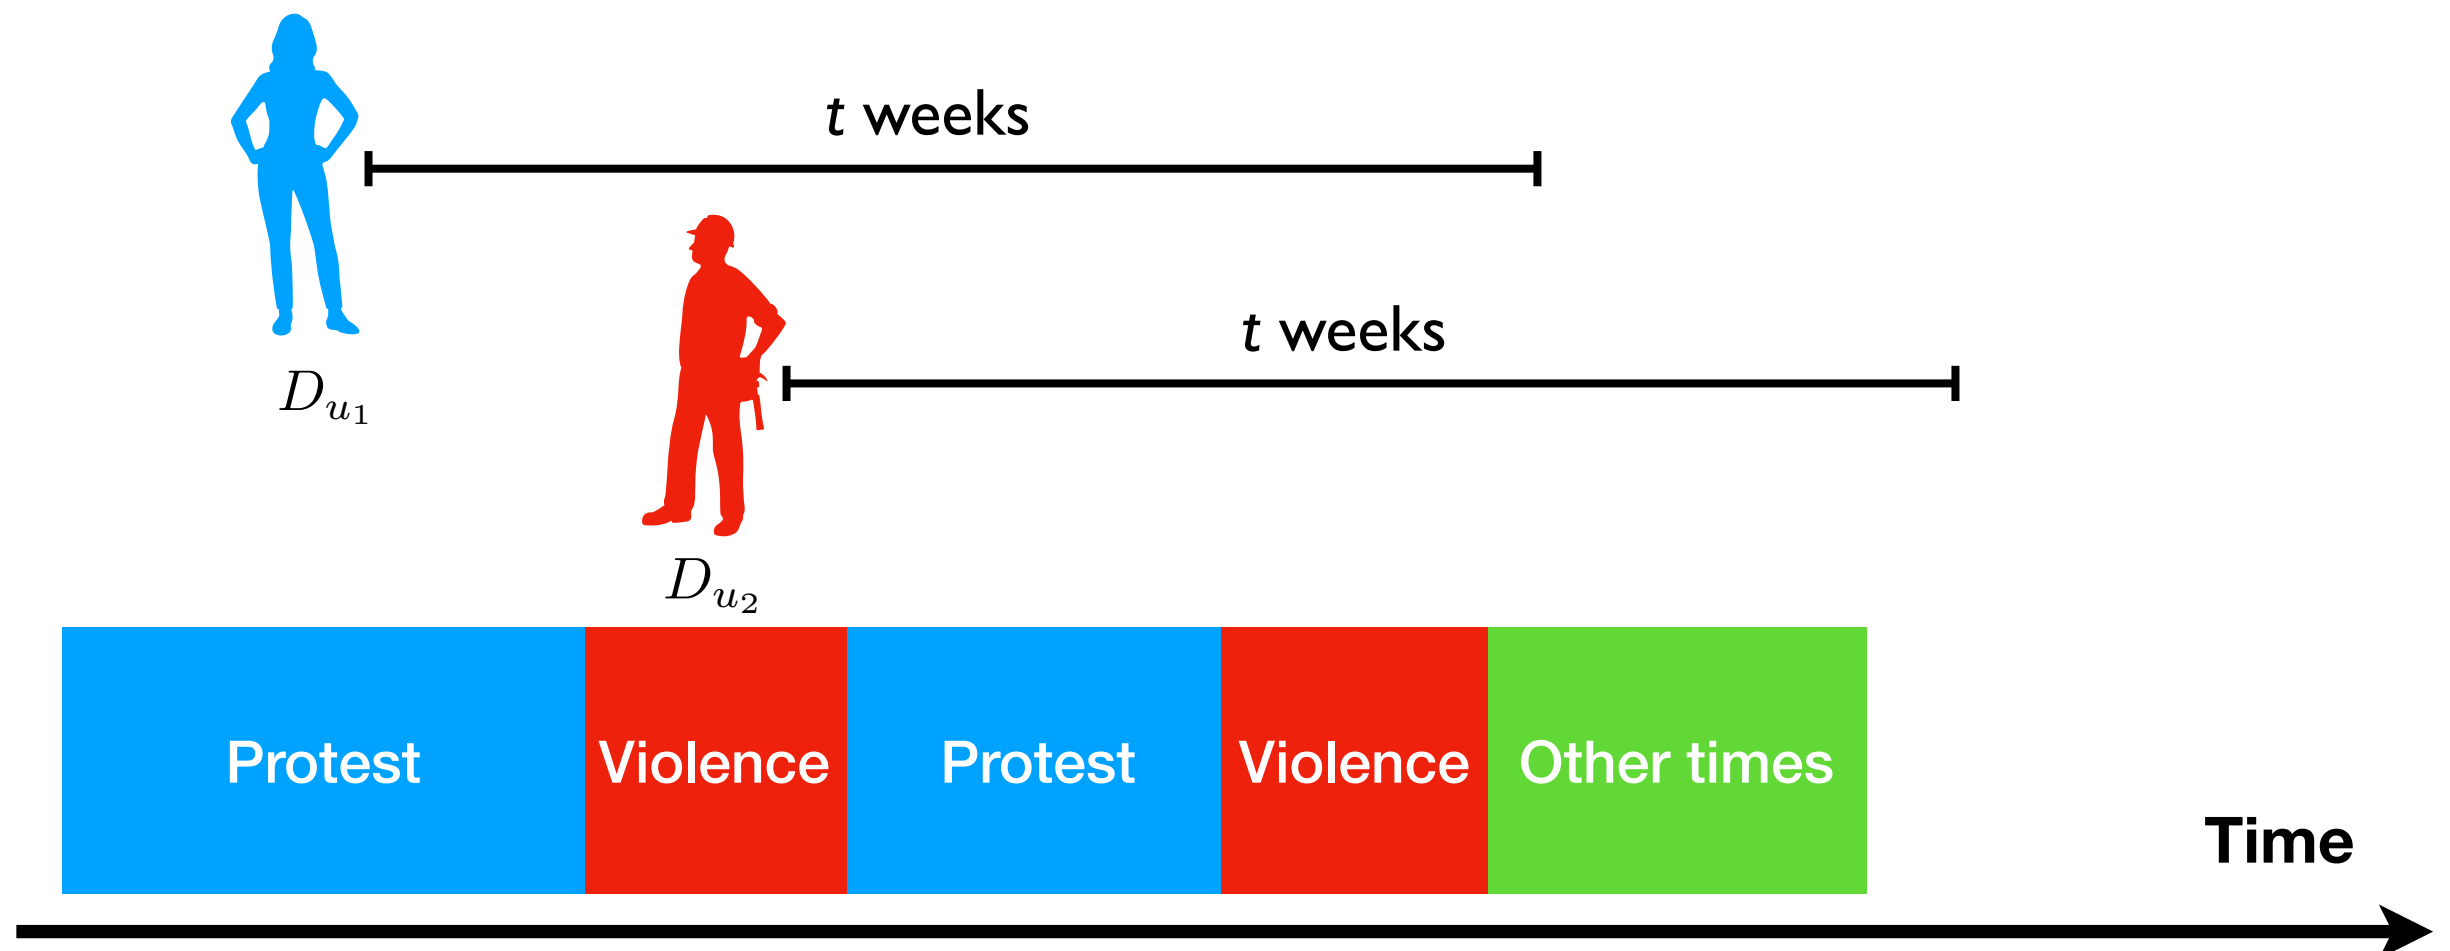 t weeks
t weeks
D_{u_1}
D_{u_2}
Protest
Violence
Protest
Violence
Other times
Time